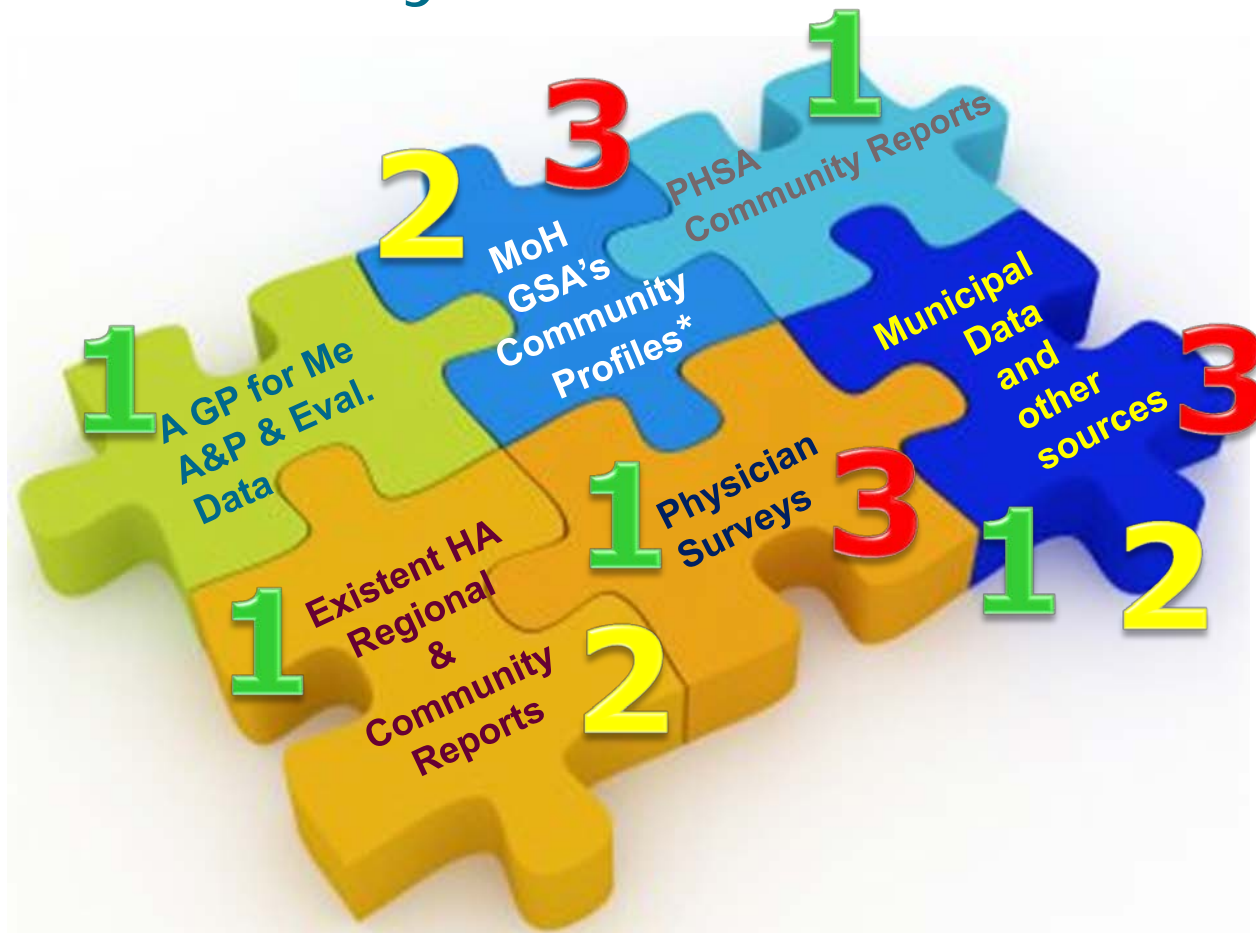 1
3
2
PHSA
Community Reports
MoH
GSA's
Community
Profiles*
Municipal
Data
and
other
sources
3
1
2
1
A GP for Me
A&P & Eval.
Data
1
Physician
Surveys
3
1
Existent HA
Regional
&
Community
Reports
2